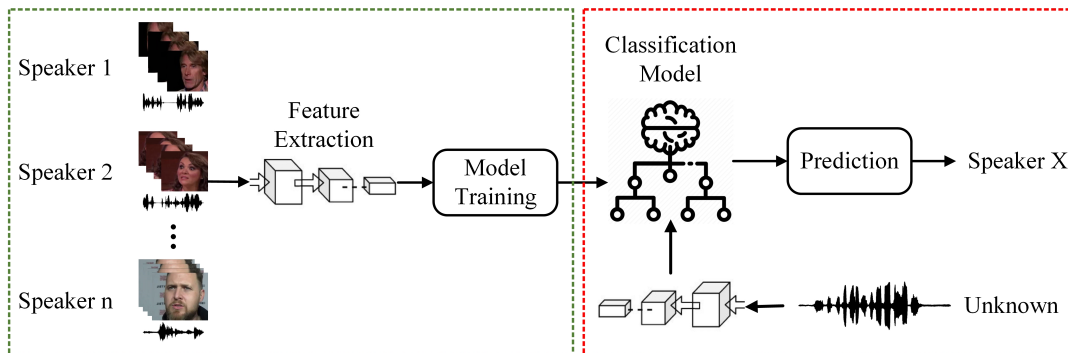 Speaker 1
Speaker 2
Speaker n
Feature
Extraction
Model
Training
Classification
Model
Prediction
Speaker X
Unknown